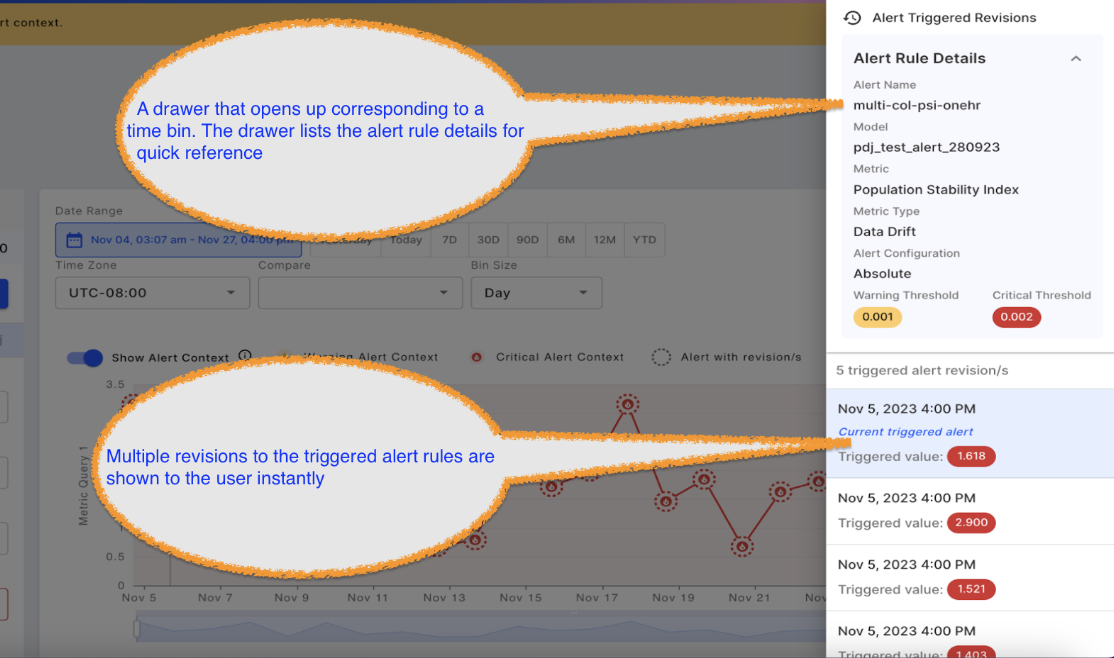 rt context.
A drawer that opens up corresponding to a
time bin. The drawer lists the alert rule details for
quick reference
Date Range
Nov 04, 03:07 am - Nov 27, 04:00 pm
Today
7D
30D
90D
6M
12M
YTD
Time Zone
Compare
Bin Size
UTC-08:00
Day
Show Alert Context
Warning Alert Context
Critical Alert Context
Alert with revision/s
3.5
Metric Query 1
Multiple revisions to the triggered alert rules are
shown to the user instantly
0.5
0
Nov 5
Nov 7
Nov 9
Nov 11
Nov 13
Nov 15
Nov 17
Nov 19
Nov 21
Nov
Alert Triggered Revisions
Alert Rule Details
Alert Name
multi-col-psi-onehr
Model
pdj_test_alert_280923
Metric
Population Stability Index
Metric Type
Data Drift
Alert Configuration
Absolute
Warning Threshold
Critical Threshold
0.001
0.002
5 triggered alert revision/s
Nov 5, 2023 4:00 PM
Current triggered alert
Triggered value: 1.618
Nov 5, 2023 4:00 PM
Triggered value: 2.900
Nov 5, 2023 4:00 PM
Triggered value: 1.521
Nov 5, 2023 4:00 PM
Triggered value: 1.403